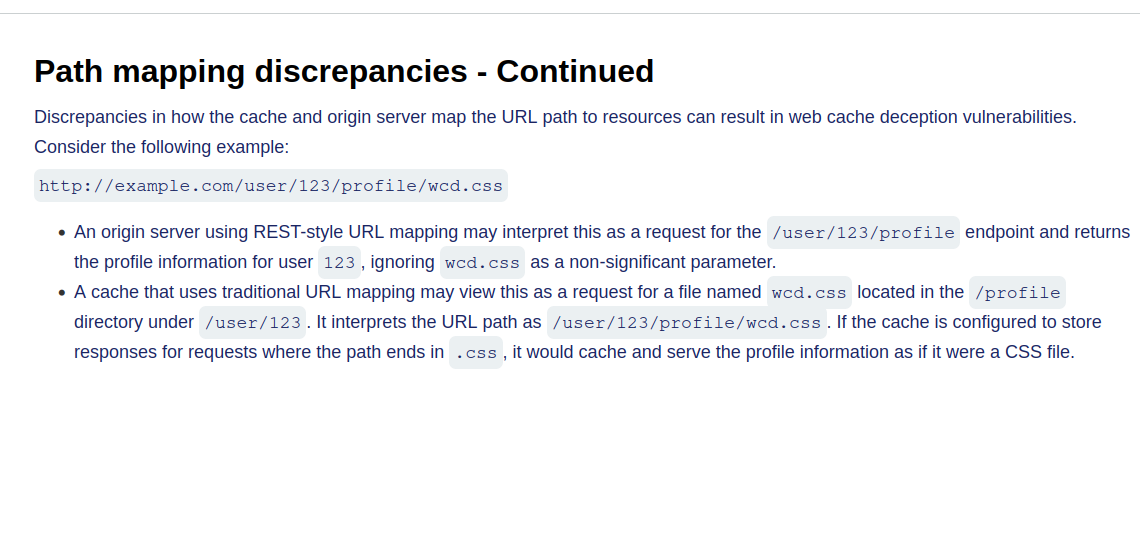 Path mapping discrepancies - Continued
Discrepancies in how the cache and origin server map the URL path to resources can result in web cache deception vulnerabilities.
Consider the following example:
http://example.com/user/123/profile/wcd.css
• An origin server using REST-style URL mapping may interpret this as a request for the /user/123/profile endpoint and returns
the profile information for user 123, ignoring wcd.css as a non-significant parameter.
• A cache that uses traditional URL mapping may view this as a request for a file named wcd.css located in the /profile
directory under /user/123. It interprets the URL path as /user/123/profile/wcd.css. If the cache is configured to store
responses for requests where the path ends in .css, it would cache and serve the profile information as if it were a CSS file.